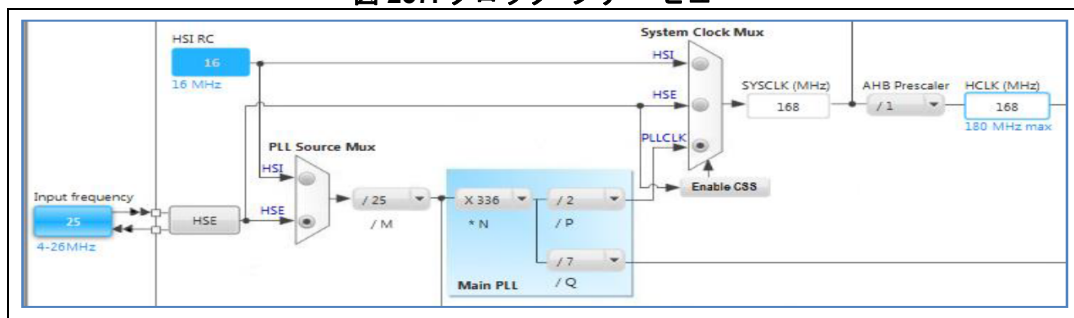 HSI RC
16
16 MHz
System Clock Mux
HSI
HSE
PLLCLK
SYSCLK (MHz)
168
AHB Prescaler
/ 1
HCLK (MHz)
168
180 MHz max
Enable CSS
PLL Source Mux
HSI
HSE
Input frequency
25
4-26MHz
HSE
/ 25
/ M
X 336
* N
/ 2
/ P
/ 7
/ Q
Main PLL